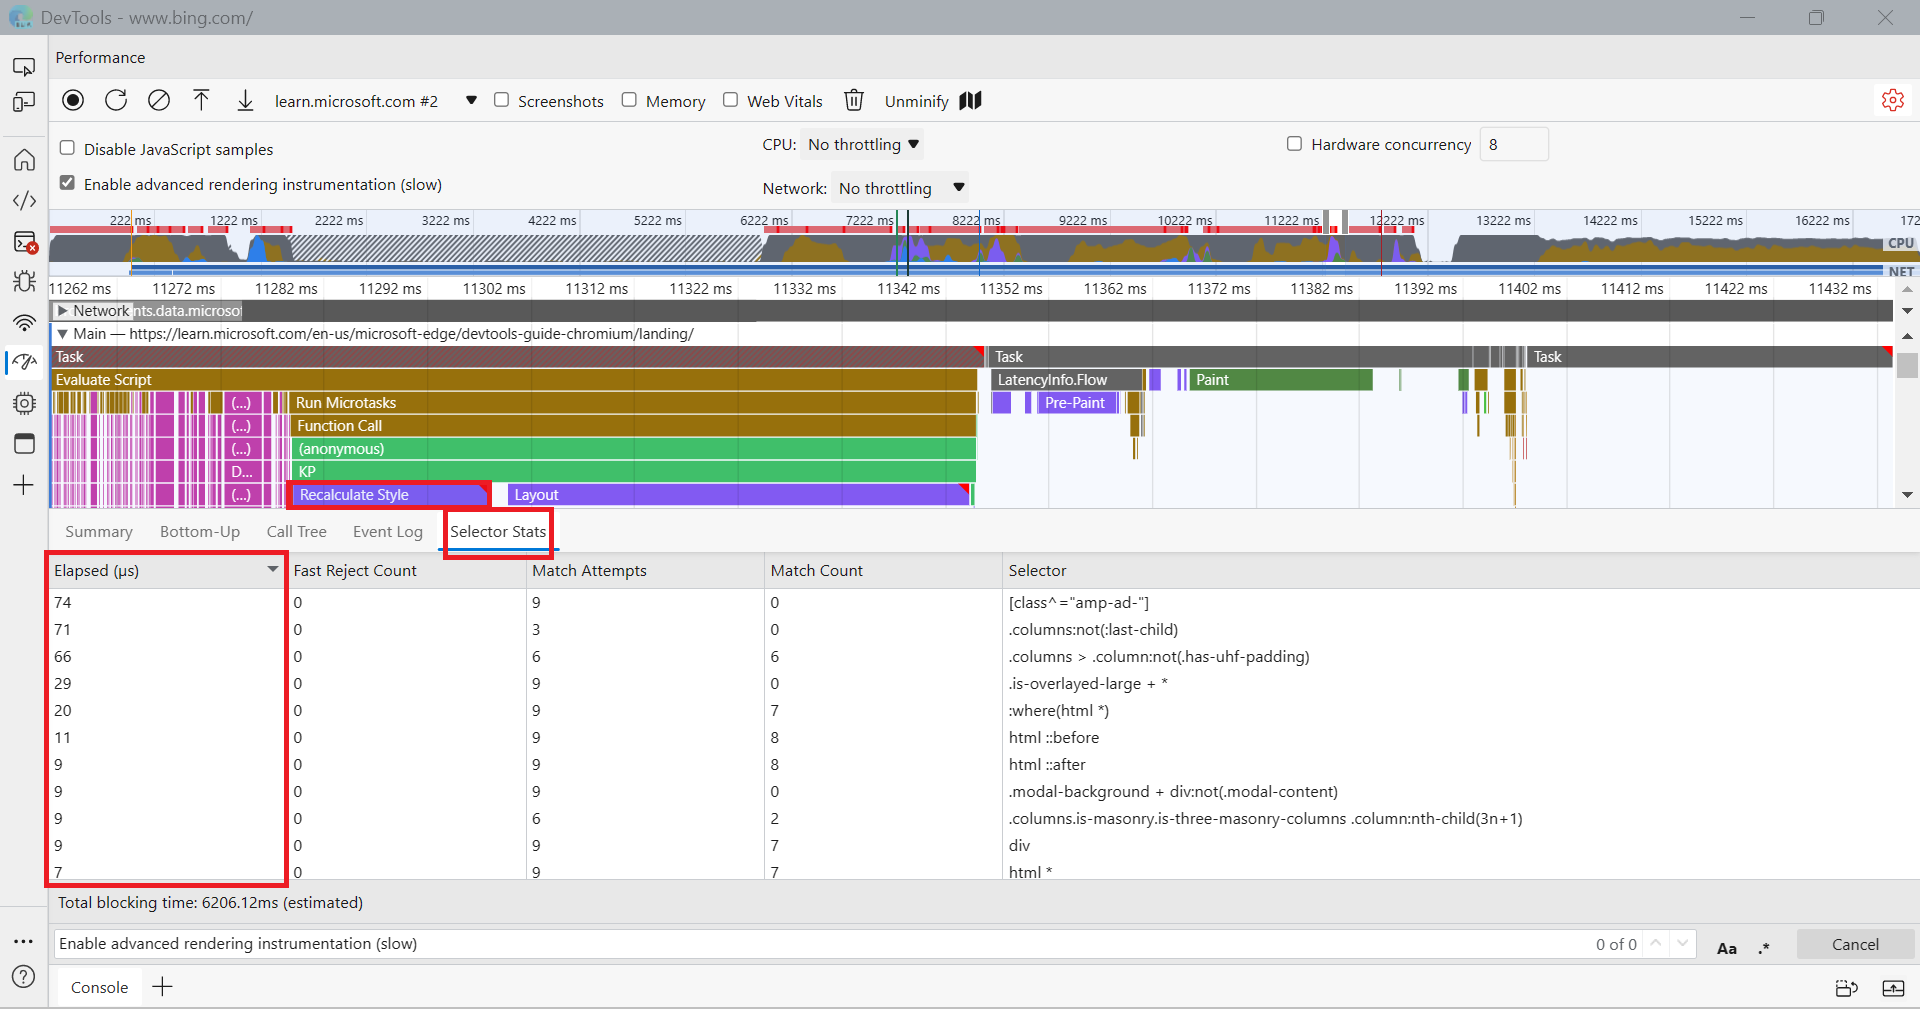 DevTools - www.bing.com/
Performance
learn.microsoft.com #2
Screenshots
Memory
Web Vitals
Unminify
Disable JavaScript samples
CPU: No throttling
Hardware concurrency 8
Enable advanced rendering instrumentation (slow)
Network: No throttling
222 ms 1222 ms 2222 ms 3222 ms 4222 ms 5222 ms 6222 ms 7222 ms 8222 ms 9222 ms 10222 ms 11222 ms 12222 ms 13222 ms 14222 ms 15222 ms 16222 ms 172
CPU
NET
11262 ms 11272 ms 11282 ms 11292 ms 11302 ms 11312 ms 11322 ms 11332 ms 11342 ms 11352 ms 11362 ms 11372 ms 11382 ms 11392 ms 11402 ms 11412 ms 11422 ms 11432 ms
Network nts.data.microsof
Main — https://learn.microsoft.com/en-us/microsoft-edge/devtools-guide-chromium/landing/
Task Task Task
Evaluate Script LatencyInfo.Flow Paint
(...) Run Microtasks Pre-Paint
(...) Function Call
(...) (anonymous)
D... KP
(...) Recalculate Style Layout
Summary Bottom-Up Call Tree Event Log Selector Stats
Elapsed (µs) Fast Reject Count Match Attempts Match Count Selector
74 0 9 0 [class^="amp-ad-"]
71 0 3 0 .columns:not(:last-child)
66 0 6 6 .columns > .column:not(.has-uhf-padding)
29 0 9 0 .is-overlayed-large + *
20 0 9 7 :where(html *)
11 0 9 8 html ::before
9 0 9 8 html ::after
9 0 9 0 .modal-background + div:not(.modal-content)
9 0 6 2 .columns.is-masonry.is-three-masonry-columns .column:nth-child(3n+1)
9 0 9 7 div
7 0 9 7 html *
Total blocking time: 6206.12ms (estimated)
Enable advanced rendering instrumentation (slow) 0 of 0 Aa .* Cancel
Console